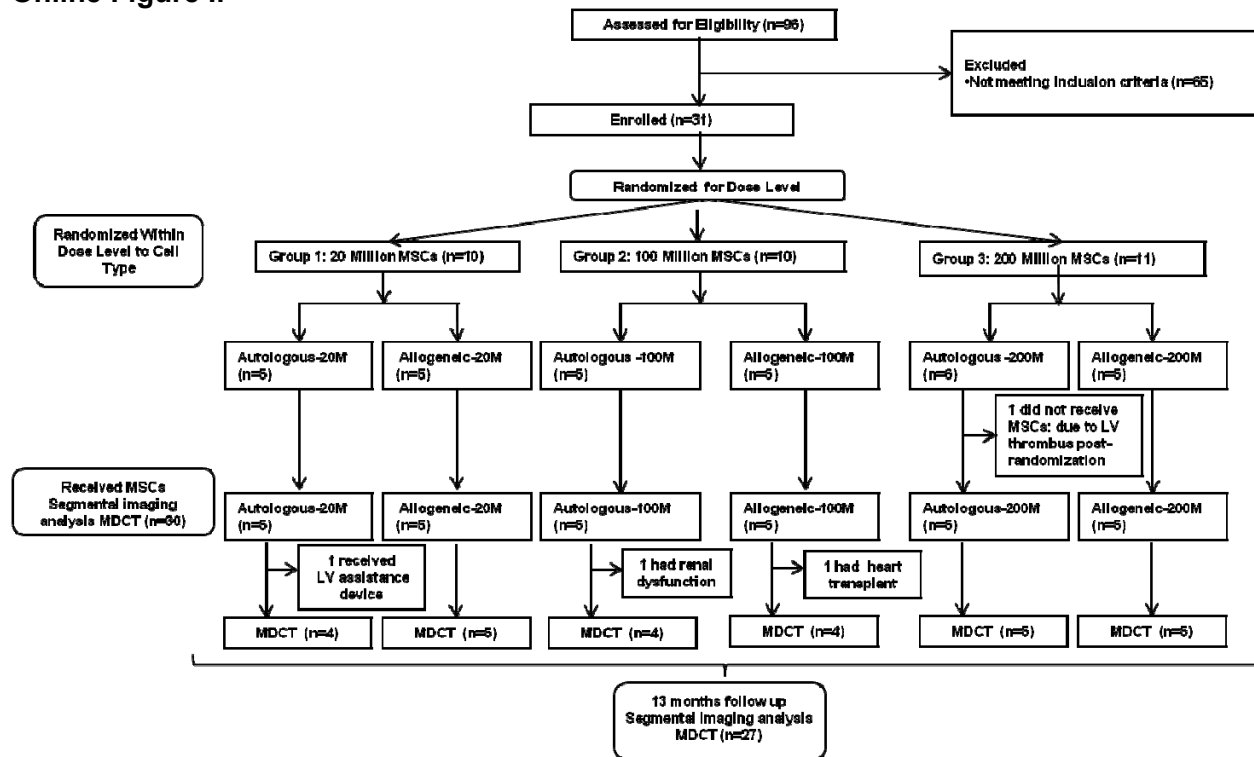 Online Figure I.
Assessed for Eligibility (n=96)
Excluded
•Not meeting inclusion criteria (n=65)
Enrolled (n=31)
Randomized for Dose Level
Randomized Within
Dose Level to Cell
Type
Group 1: 20 Million MSCs (n=10)
Group 2: 100 Million MSCs (n=10)
Group 3: 200 Million MSCs (n=11)
Autologous-20M
(n=5)
Allogeneic-20M
(n=5)
Autologous -100M
(n=5)
Allogeneic-100M
(n=5)
Autologous -200M
(n=6)
Allogeneic-200M
(n=5)
1 did not receive
MSCs: due to LV
thrombus post-
randomization
Received MSCs
Segmental imaging
analysis MDCT (n=30)
Autologous-20M
(n=5)
Allogeneic-20M
(n=5)
Autologous-100M
(n=5)
Allogeneic-100M
(n=5)
Autologous-200M
(n=5)
Allogeneic-200M
(n=5)
1 received
LV assistance
device
1 had renal
dysfunction
1 had heart
transplant
MDCT (n=4)
MDCT (n=5)
MDCT (n=4)
MDCT (n=4)
MDCT (n=5)
MDCT (n=5)
13 months follow up
Segmental imaging analysis
MDCT (n=27)